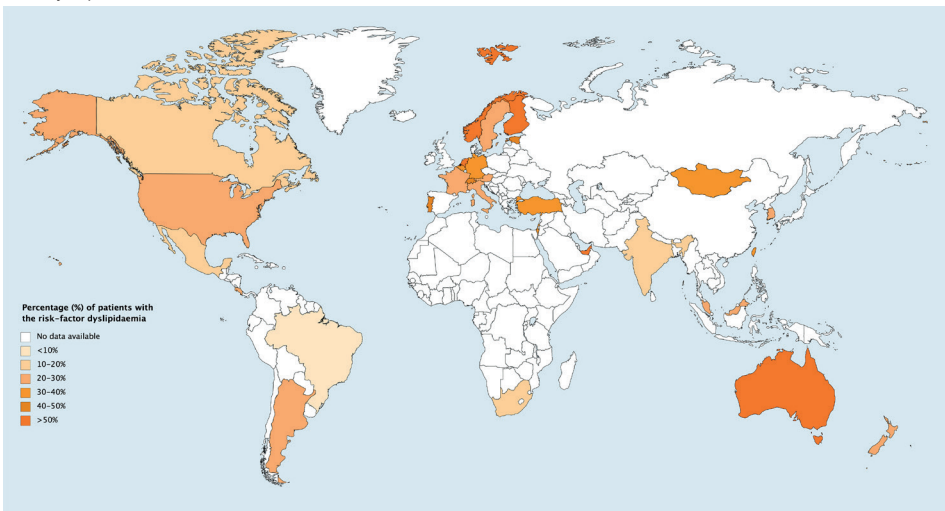 Percentage (%) of patients with
the risk-factor dyslipidaemia
No data available
<10%
10-20%
20-30%
30-40%
40-50%
>50%